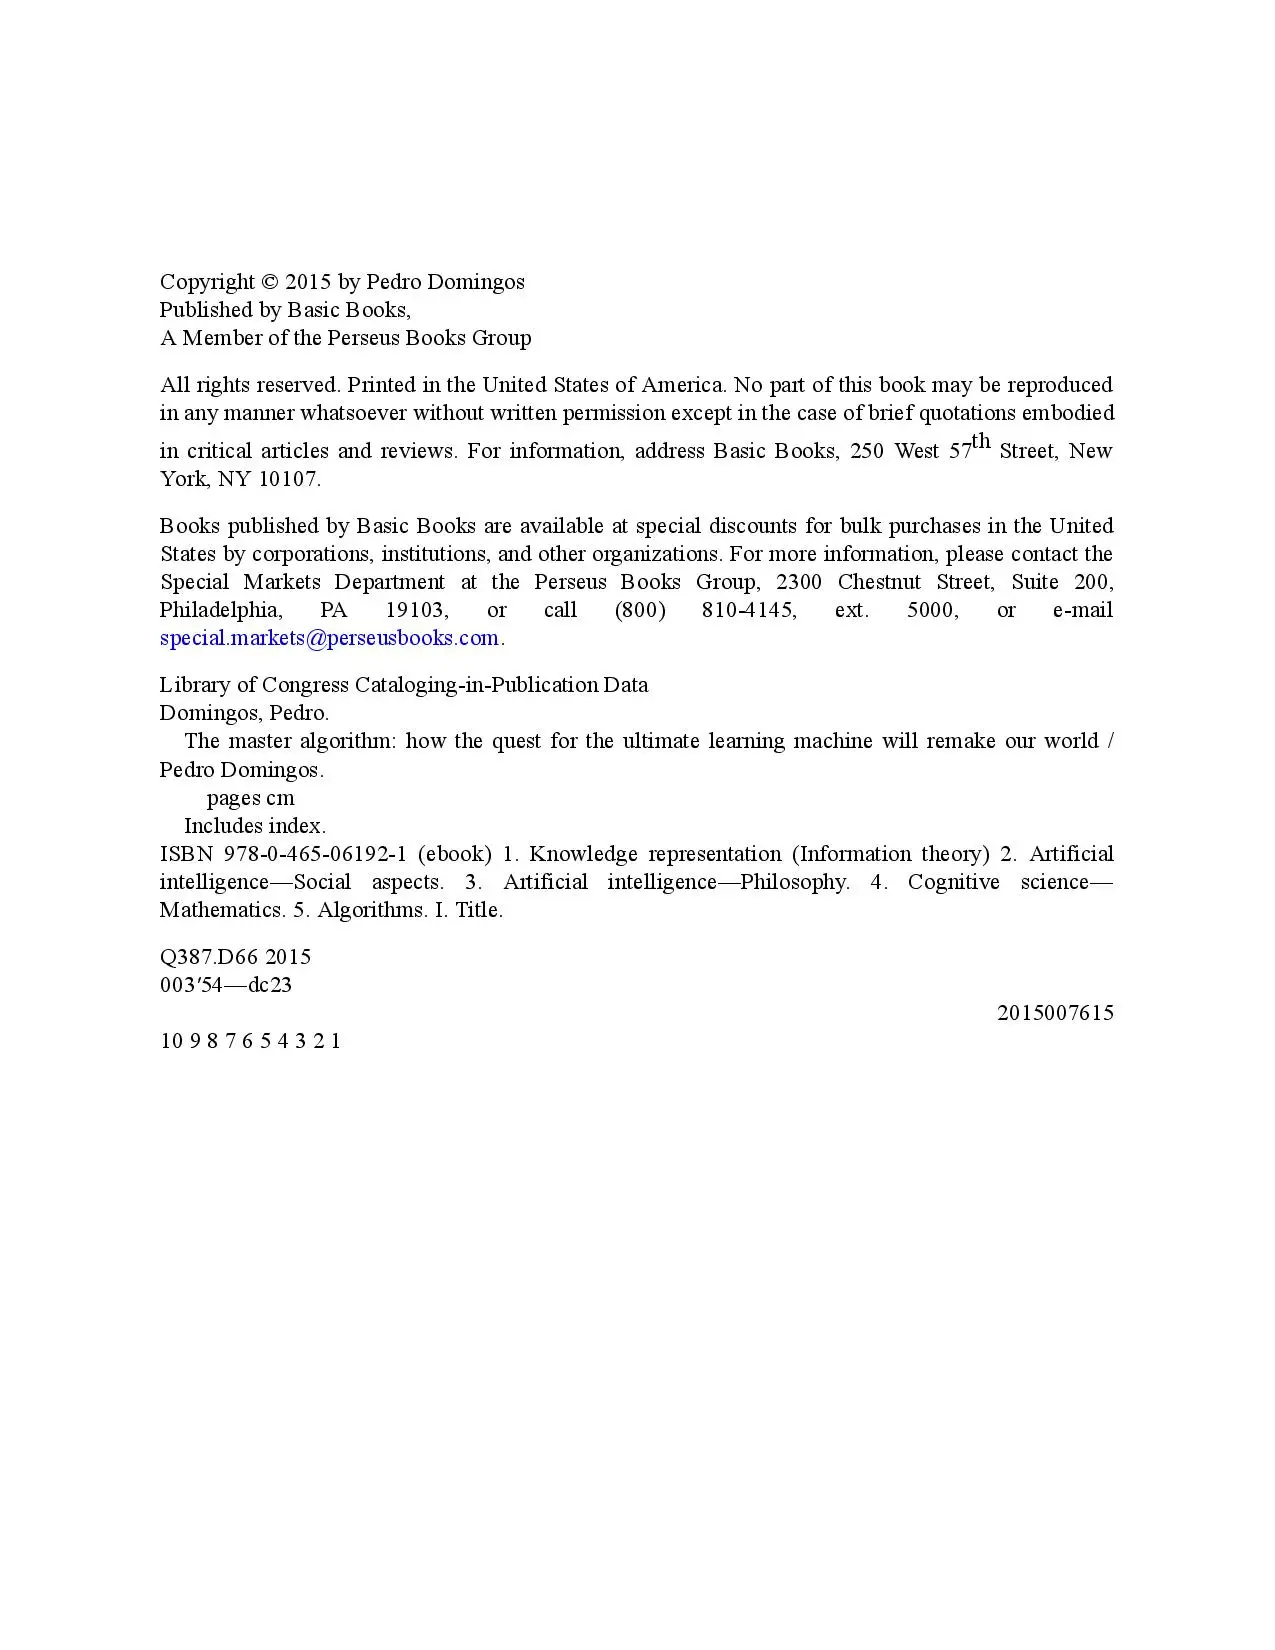 Copyright © 2015 by Pedro Domingos
Published by Basic Books,
A Member of the Perseus Books Group
All rights reserved. Printed in the United States of America. No part of this book may be reproduced
in any manner whatsoever without written permission except in the case of brief quotations embodied
in critical articles and reviews. For information, address Basic Books, 250 West 57th Street, New
York, NY 10107.
Books published by Basic Books are available at special discounts for bulk purchases in the United
States by corporations, institutions, and other organizations. For more information, please contact the
Special Markets Department at the Perseus Books Group, 2300 Chestnut Street, Suite 200,
Philadelphia, PA 19103, or call (800) 810-4145, ext. 5000, or e-mail
special.markets@perseusbooks.com.
Library of Congress Cataloging-in-Publication Data
Domingos, Pedro.
The master algorithm: how the quest for the ultimate learning machine will remake our world /
Pedro Domingos.
pages cm
Includes index.
ISBN 978-0-465-06192-1 (ebook) 1. Knowledge representation (Information theory) 2. Artificial
intelligence—Social aspects. 3. Artificial intelligence—Philosophy. 4. Cognitive science—
Mathematics. 5. Algorithms. I. Title.
Q387.D66 2015
003′54—dc23
2015007615
10 9 8 7 6 5 4 3 2 1